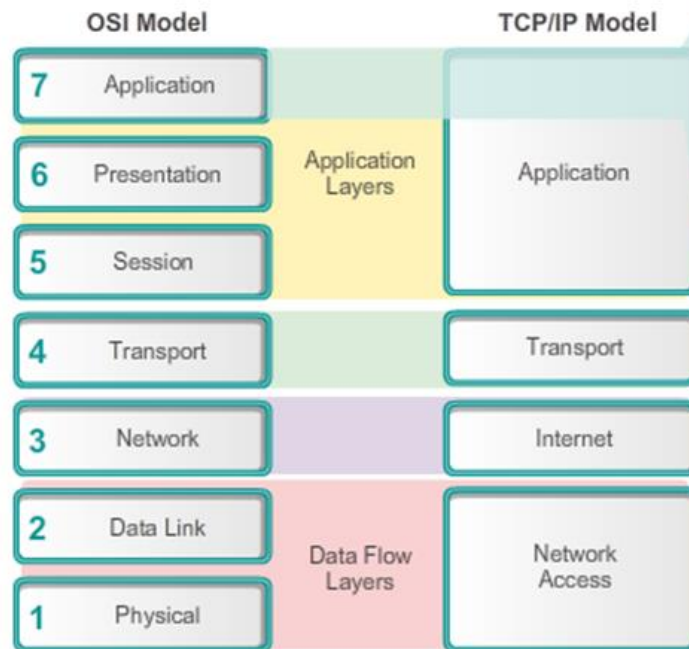 OSI Model
TCP/IP Model
7 Application
6 Presentation
5 Session
4 Transport
3 Network
2 Data Link
1 Physical
Application
Layers
Data Flow
Layers
Application
Transport
Internet
Network
Access